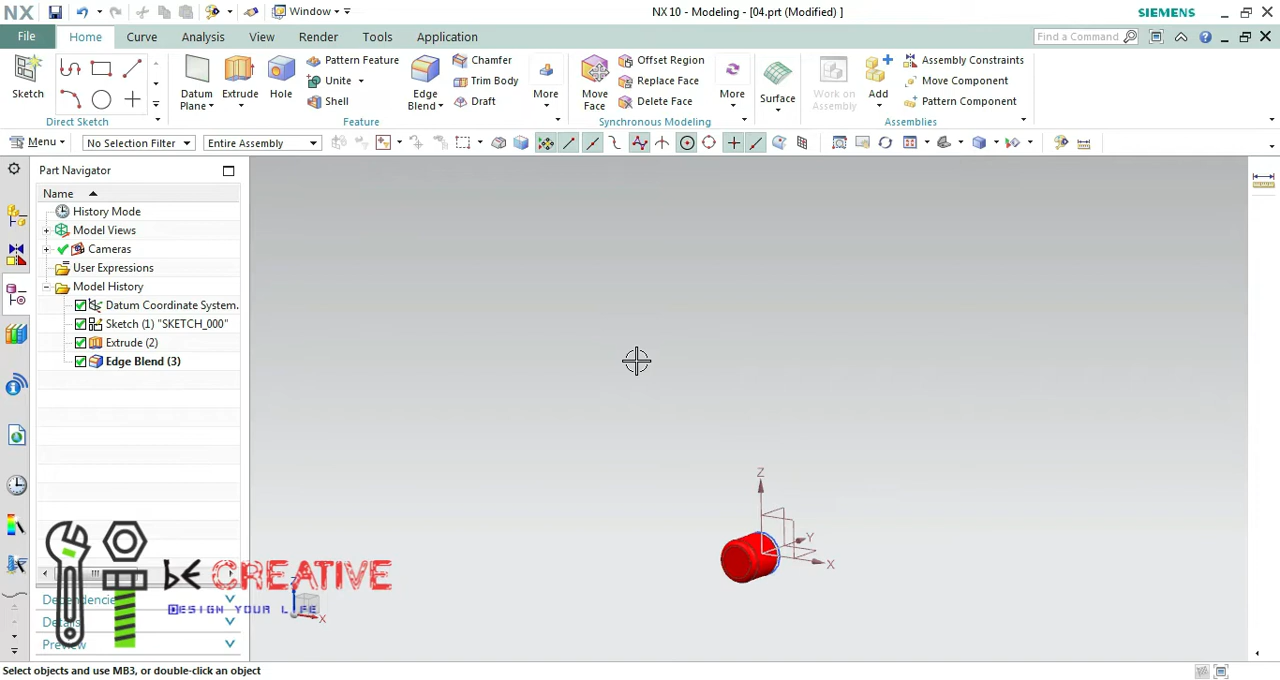 NX
Window
NX 10 - Modeling - [04.prt (Modified) ]
SIEMENS
File
Home
Curve
Analysis
View
Render
Tools
Application
Find a Command
Sketch
Direct Sketch
Datum
Plane
Extrude
Hole
Pattern Feature
Unite
Shell
Edge
Blend
Chamfer
Trim Body
Draft
More
Feature
Move
Face
Offset Region
Replace Face
Delete Face
More
Synchronous Modeling
Surface
Work on
Assembly
Add
Assembly Constraints
Move Component
Pattern Component
Assemblies
Menu
No Selection Filter
Entire Assembly
Part Navigator
Name
History Mode
Model Views
Cameras
User Expressions
Model History
Datum Coordinate System.
Sketch (1) "SKETCH_000"
Extrude (2)
Edge Blend (3)
Z
Y
X
BE CREATIVE
DESIGN YOUR LIFE
X
Dependencie
Details
Preview
Select objects and use MB3, or double-click an object